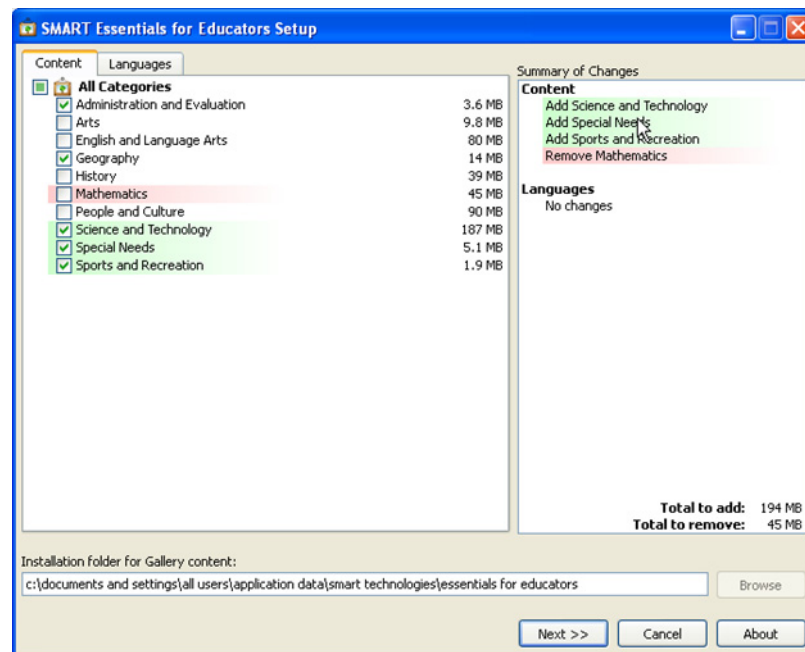 SMART Essentials for Educators Setup
Content Languages
All Categories
Administration and Evaluation 3.6 MB
Arts 9.8 MB
English and Language Arts 80 MB
Geography 14 MB
History 39 MB
Mathematics 45 MB
People and Culture 90 MB
Science and Technology 187 MB
Special Needs 5.1 MB
Sports and Recreation 1.9 MB
Summary of Changes
Content
Add Science and Technology
Add Special Needs
Add Sports and Recreation
Remove Mathematics
Languages
No changes
Total to add: 194 MB
Total to remove: 45 MB
Installation folder for Gallery content:
c:\documents and settings\all users\application data\smart technologies\essentials for educators
Browse
Next >> Cancel About